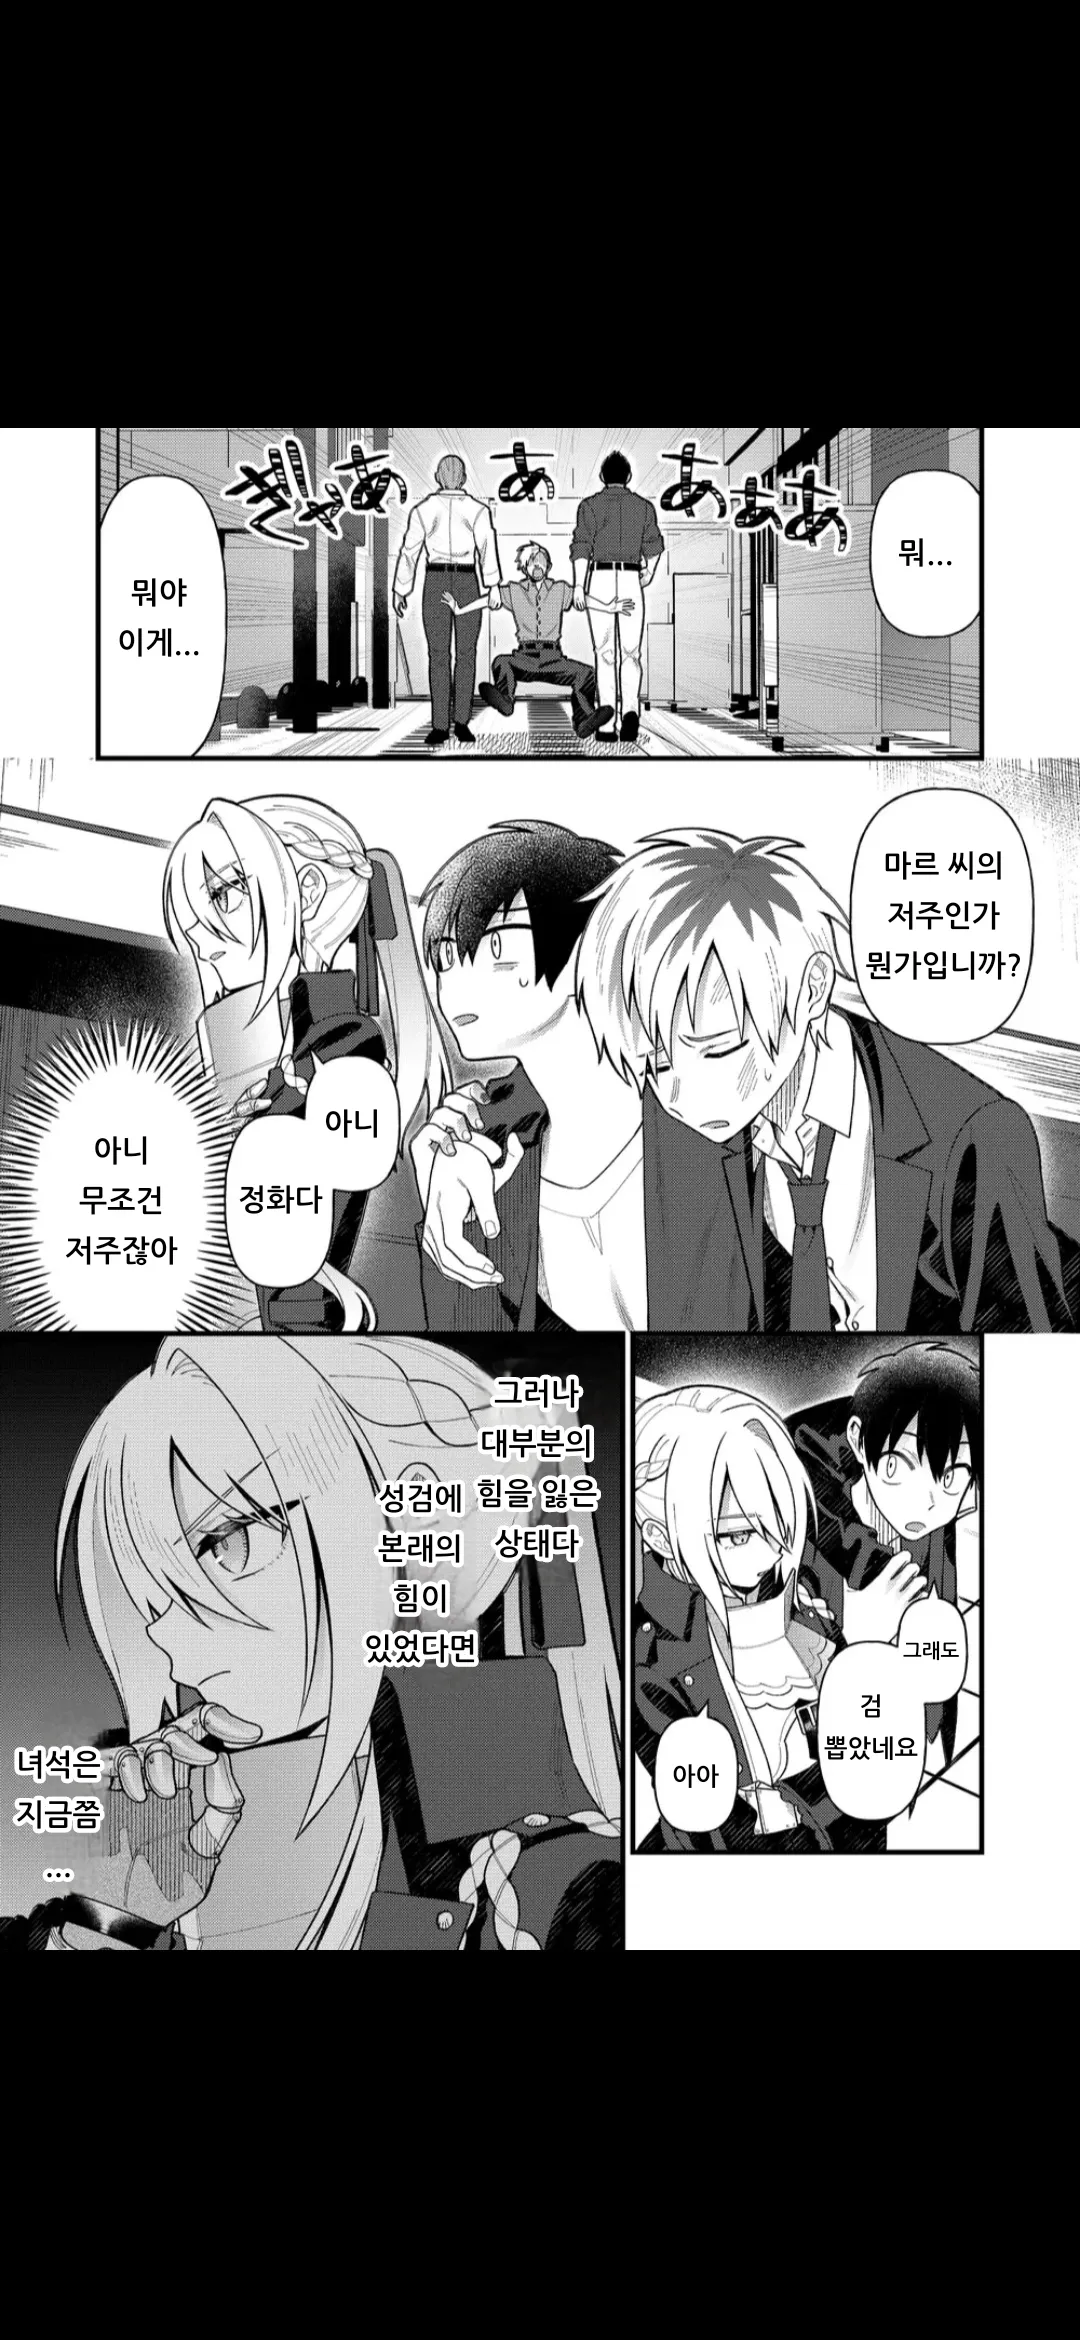 ぎゃああああああ
뭐...
뭐야
이게...
마르 씨의
저주인가
뭔가입니까?
아니
정화다
아니
무조건
저주잖아
그래도
검
뽑았네요
아아
그러나
대부분의
힘을 잃은
상태다
성검에
본래의
힘이
있었다면
녀석은
지금쯤
...